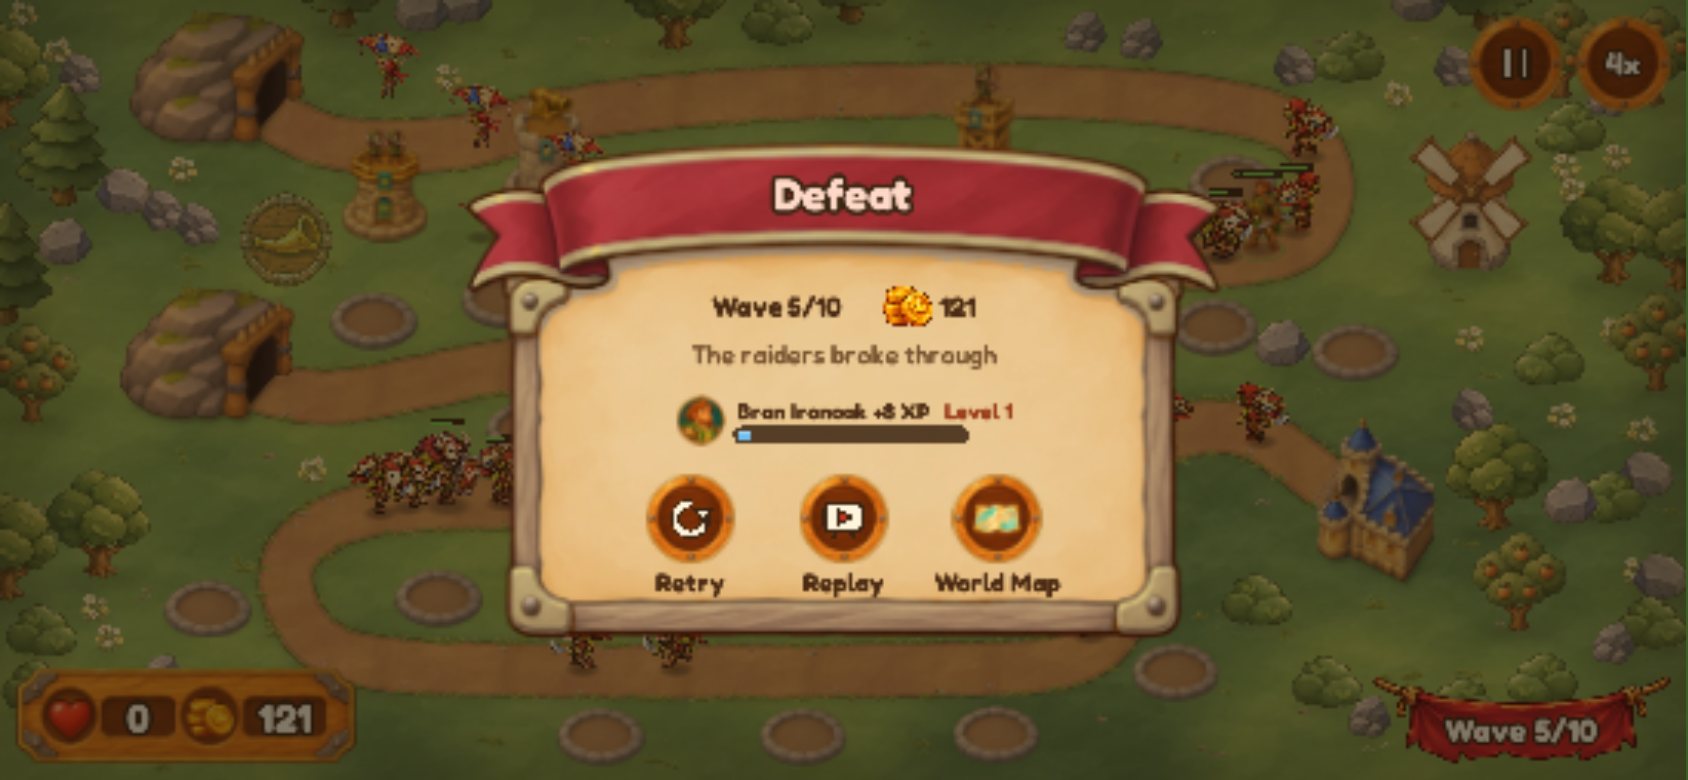 4x
Defeat
Wave 5/10 121
The raiders broke through
Bran Ironoak +8 XP Level 1
Retry Replay World Map
0 121
Wave 5/10